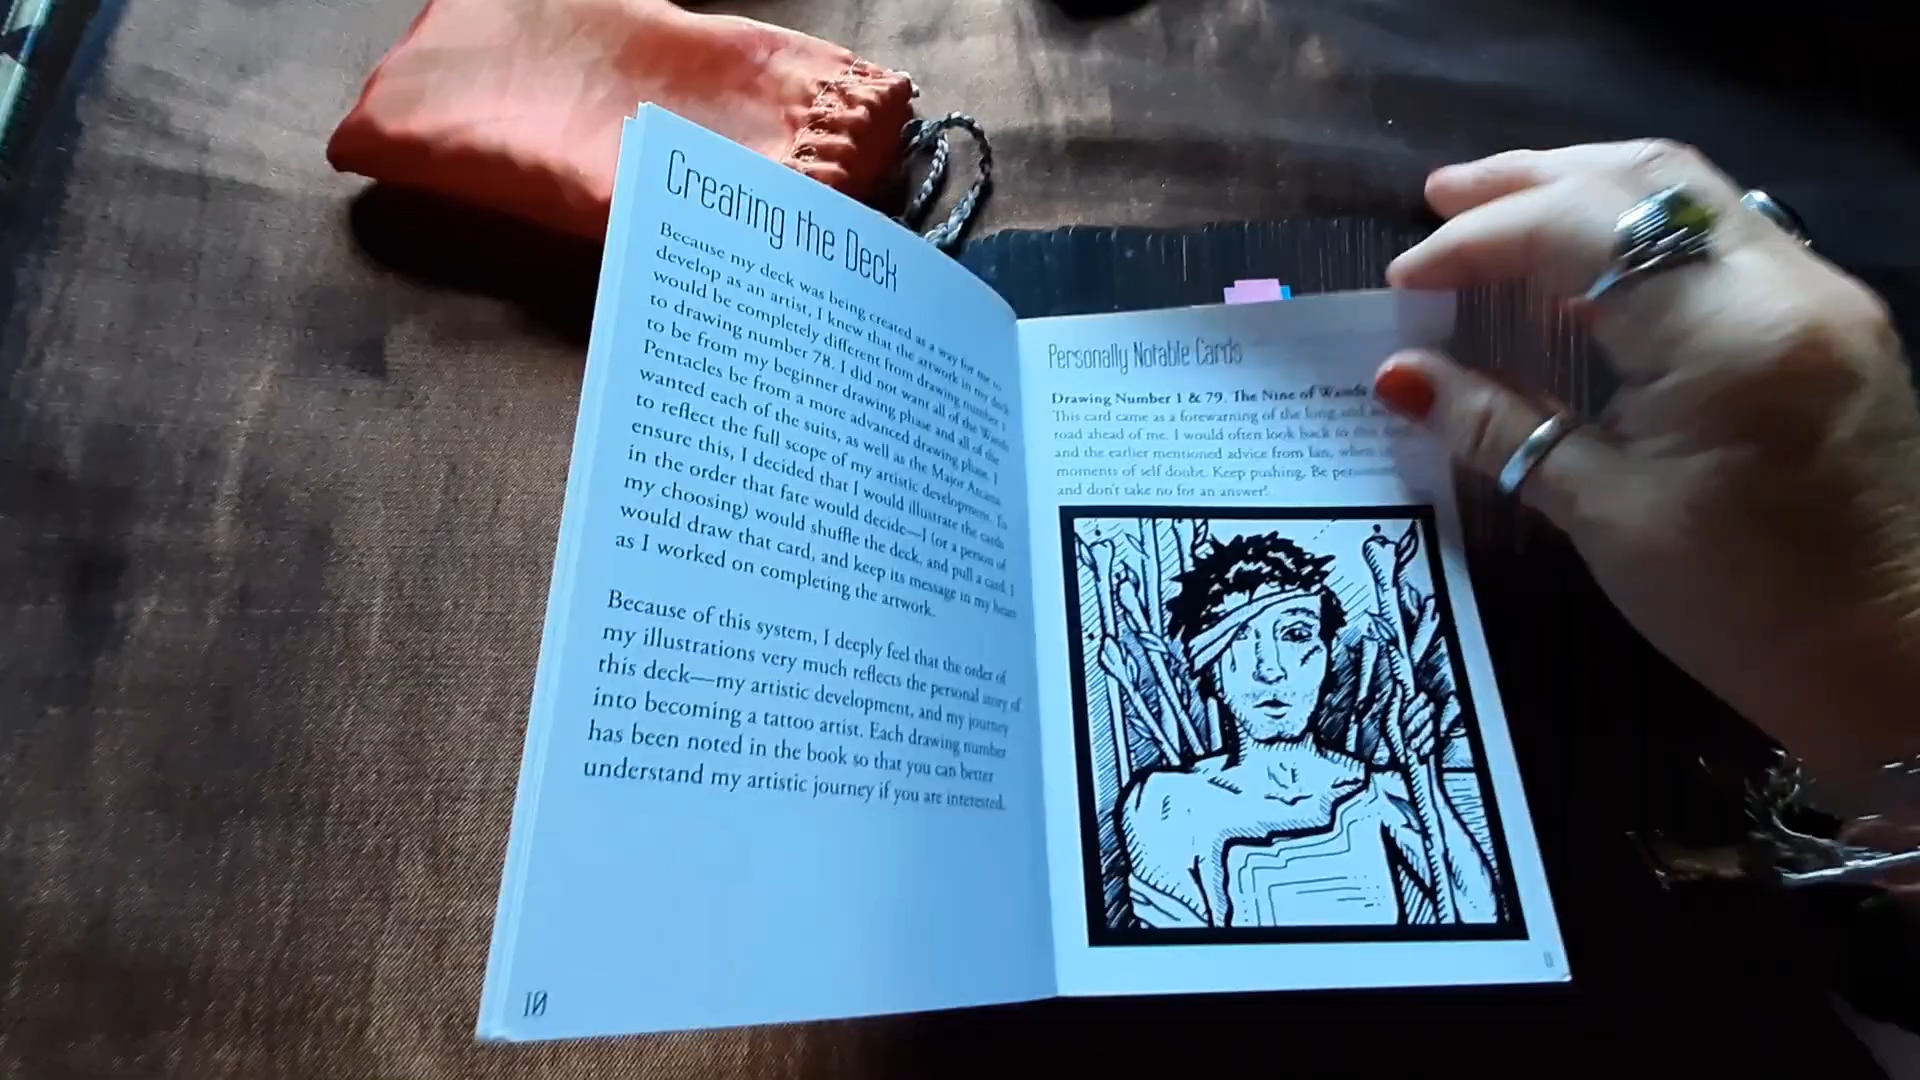 Creating the Deck
Because my deck was being created as a way for me to
develop as an artist, I knew that the artwork in my deck
would be completely different from drawing number 1
to drawing number 78. I did not want all of the Wands
to be from my beginner drawing phase and all of the
Pentacles be from a more advanced drawing phase. I
wanted each of the suits, as well as the Major Arcana
to reflect the full scope of my artistic development. To
ensure this, I decided that I would illustrate the cards
in the order that fate would decide—I (or a person of
my choosing) would shuffle the deck, and pull a card. I
would draw that card, and keep its message in my heart
as I worked on completing the artwork.
Because of this system, I deeply feel that the order of
my illustrations very much reflects the personal story of
this deck—my artistic development, and my journey
into becoming a tattoo artist. Each drawing number
has been noted in the book so that you can better
understand my artistic journey if you are interested.
10
Personally Notable Cards
Drawing Number 1 & 79. The Nine of Wands
This card came as a forewarning of the long and
road ahead of me. I would often look back to this
and the earlier mentioned advice from Ian, when
moments of self doubt. Keep pushing. Be
and don't take no for an answer!
11